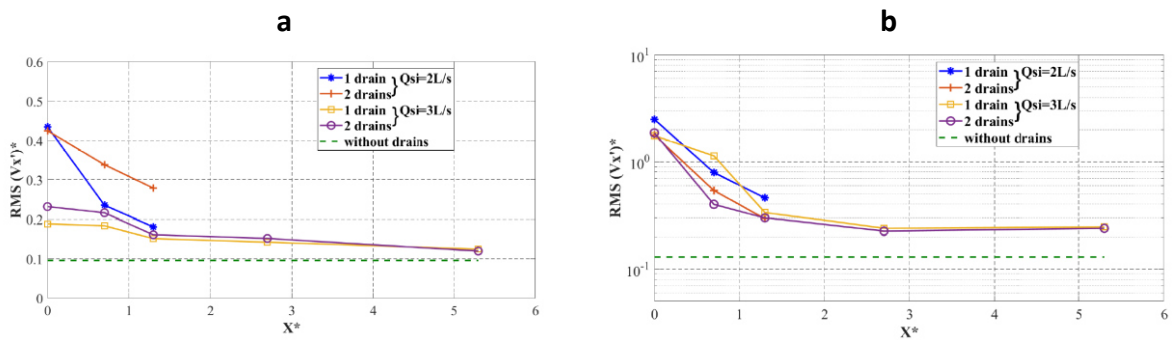 a
0.6
0.5
0.4
0.3
0.2
0.1
0
RMS (Vx')*
0 1 2 3 4 5 6
X*
1 drain
2 drains } Qsi=2L/s
1 drain
2 drains } Qsi=3L/s
without drains
b
10¹
10⁰
10⁻¹
RMS (Vx')*
0 1 2 3 4 5 6
X*
1 drain
2 drains } Qsi=2L/s
1 drain
2 drains } Qsi=3L/s
without drains